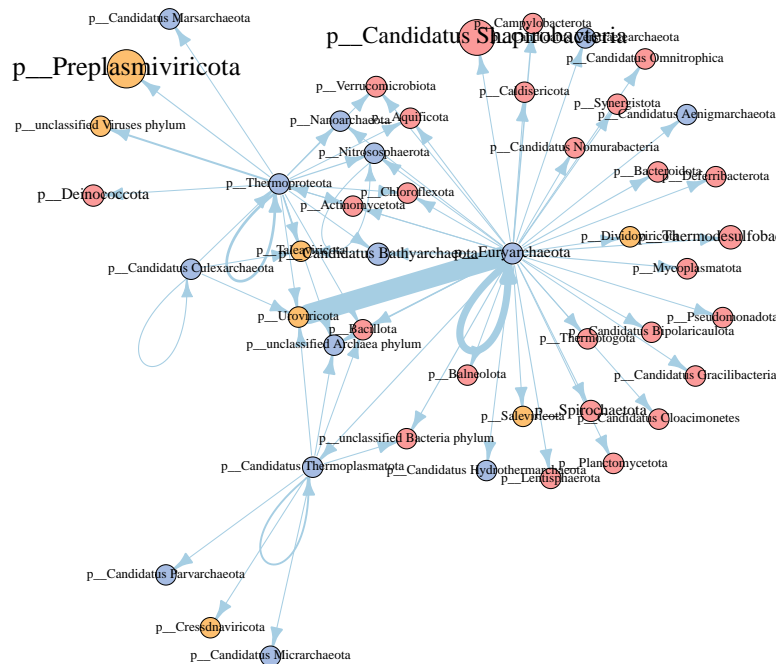 p__Candidatus Marsarchaeota
p__Campylobacterota
p__Candidatus Shapirobacteria
p__Candidatus Omnitrophica
p__Preplasmiviricota
p__Verrucomicrobiota
p__Caldisericota
p__Synergistota
p__Candidatus Aenigmarchaeota
p__unclassified Viruses phylum
p__Nanoarchaeota
p__Aquificota
p__Candidatus Nomurabacteria
p__Nitrososphaerota
p__Bacteroidota
p__Deferribacterota
p__Thermoproteota
p__Deinococcota
p__Chloroflexota
p__Actinomycetota
p__Dividoviricota
p__Thermodesulfobac
p__Taleaviricota
p__Candidatus Bathyarchaeota
p__Euryarchaeota
p__Candidatus Culexarchaeota
p__Mycoplasmatota
p__Uroviricota
p__Pseudomonadota
p__Bacillota
p__Candidatus Bipolaricaulota
p__Thermotogota
p__unclassified Archaea phylum
p__Balneolota
p__Candidatus Gracilibacteria
p__Saleviricota
p__Spirochaetota
p__Candidatus Cloacimonetes
p__unclassified Bacteria phylum
p__Candidatus Thermoplasmatota
p__Candidatus Hydrothermarchaeota
p__Planctomycetota
p__Lentisphaerota
p__Candidatus Parvarchaeota
p__Cressdnaviricota
p__Candidatus Micrarchaeota